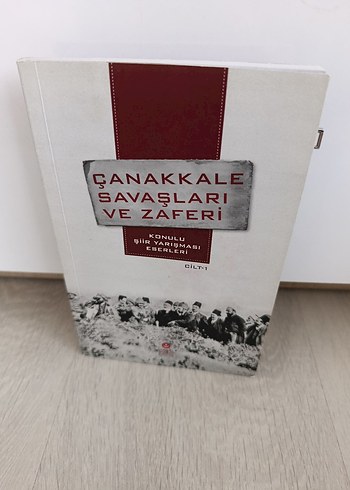 ÇANAKKALE
SAVAŞLARI
VE ZAFERİ
KONULU
ŞİİR YARIŞMASI
ESERLERİ
CİLT-1